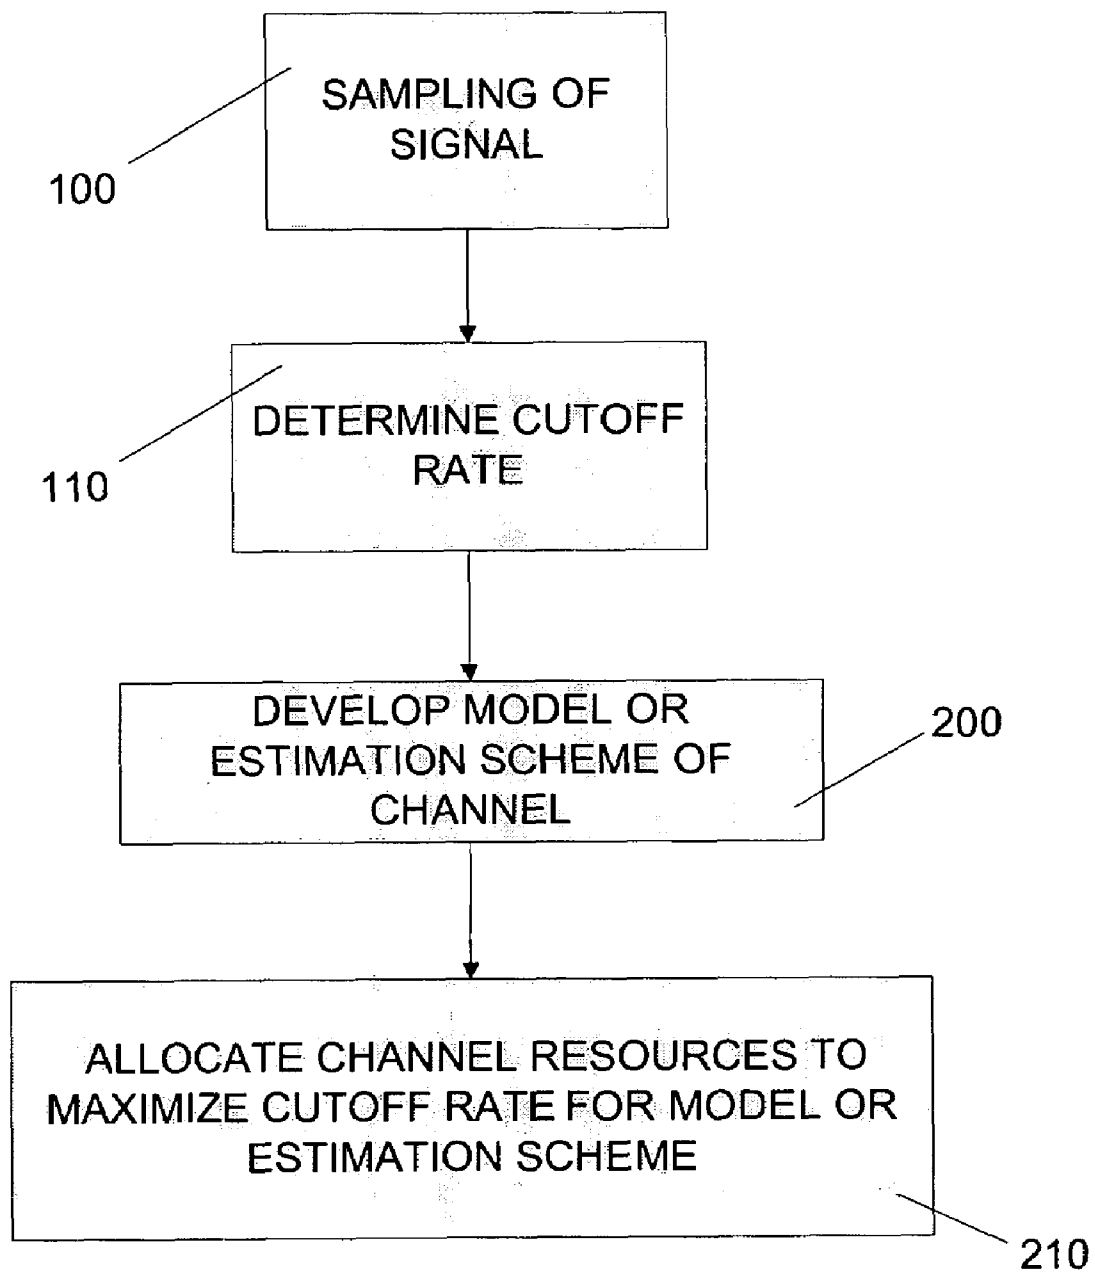 SAMPLING OF
SIGNAL
100
DETERMINE CUTOFF
RATE
110
DEVELOP MODEL OR
ESTIMATION SCHEME OF
CHANNEL
200
ALLOCATE CHANNEL RESOURCES TO
MAXIMIZE CUTOFF RATE FOR MODEL OR
ESTIMATION SCHEME
210